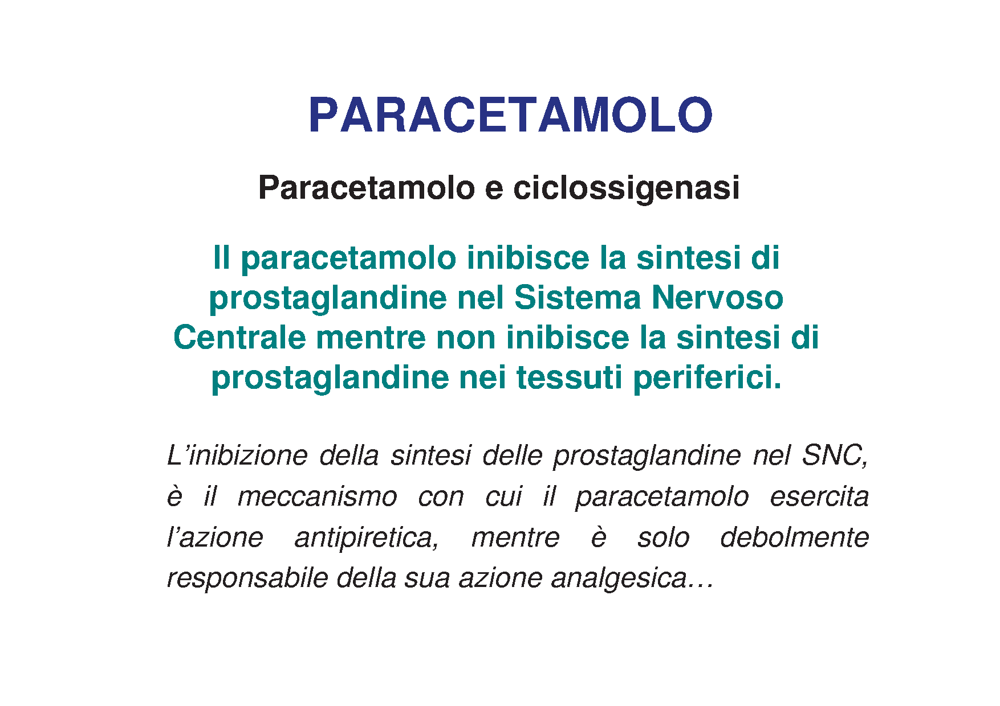 PARACETAMOLO
Paracetamolo e ciclossigenasi
Il paracetamolo inibisce la sintesi di
prostaglandine nel Sistema Nervoso
Centrale mentre non inibisce la sintesi di
prostaglandine nei tessuti periferici.
L’inibizione della sintesi delle prostaglandine nel SNC,
è il meccanismo con cui il paracetamolo esercita
l’azione antipiretica, mentre è solo debolmente
responsabile della sua azione analgesica…